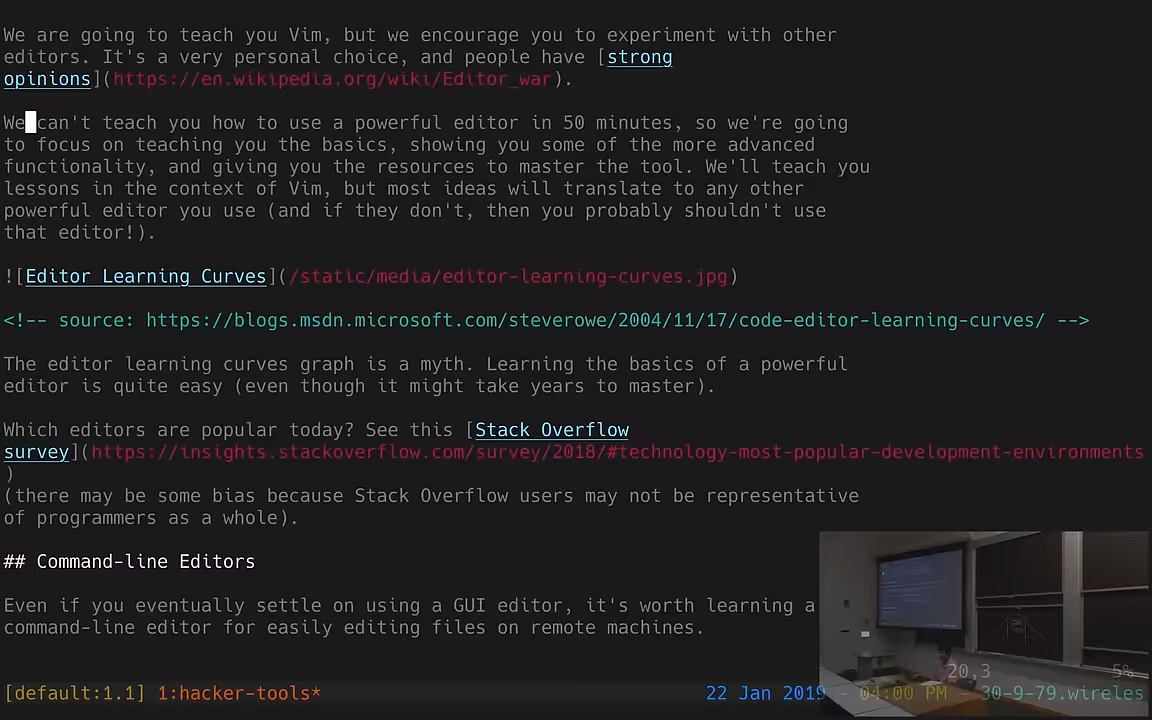 We are going to teach you Vim, but we encourage you to experiment with other
editors. It's a very personal choice, and people have [strong
opinions](https://en.wikipedia.org/wiki/Editor_war).
We can't teach you how to use a powerful editor in 50 minutes, so we're going
to focus on teaching you the basics, showing you some of the more advanced
functionality, and giving you the resources to master the tool. We'll teach you
lessons in the context of Vim, but most ideas will translate to any other
powerful editor you use (and if they don't, then you probably shouldn't use
that editor!).
![Editor Learning Curves](/static/media/editor-learning-curves.jpg)
<!-- source: https://blogs.msdn.microsoft.com/steverowe/2004/11/17/code-editor-learning-curves/ -->
The editor learning curves graph is a myth. Learning the basics of a powerful
editor is quite easy (even though it might take years to master).
Which editors are popular today? See this [Stack Overflow
survey](https://insights.stackoverflow.com/survey/2018/#technology-most-popular-development-environments
)
(there may be some bias because Stack Overflow users may not be representative
of programmers as a whole).
## Command-line Editors
Even if you eventually settle on using a GUI editor, it's worth learning a
command-line editor for easily editing files on remote machines.
20,3 5%
[default:1.1] 1:hacker-tools* 22 Jan 2019 - 04:00 PM - 30-9-79.wireles